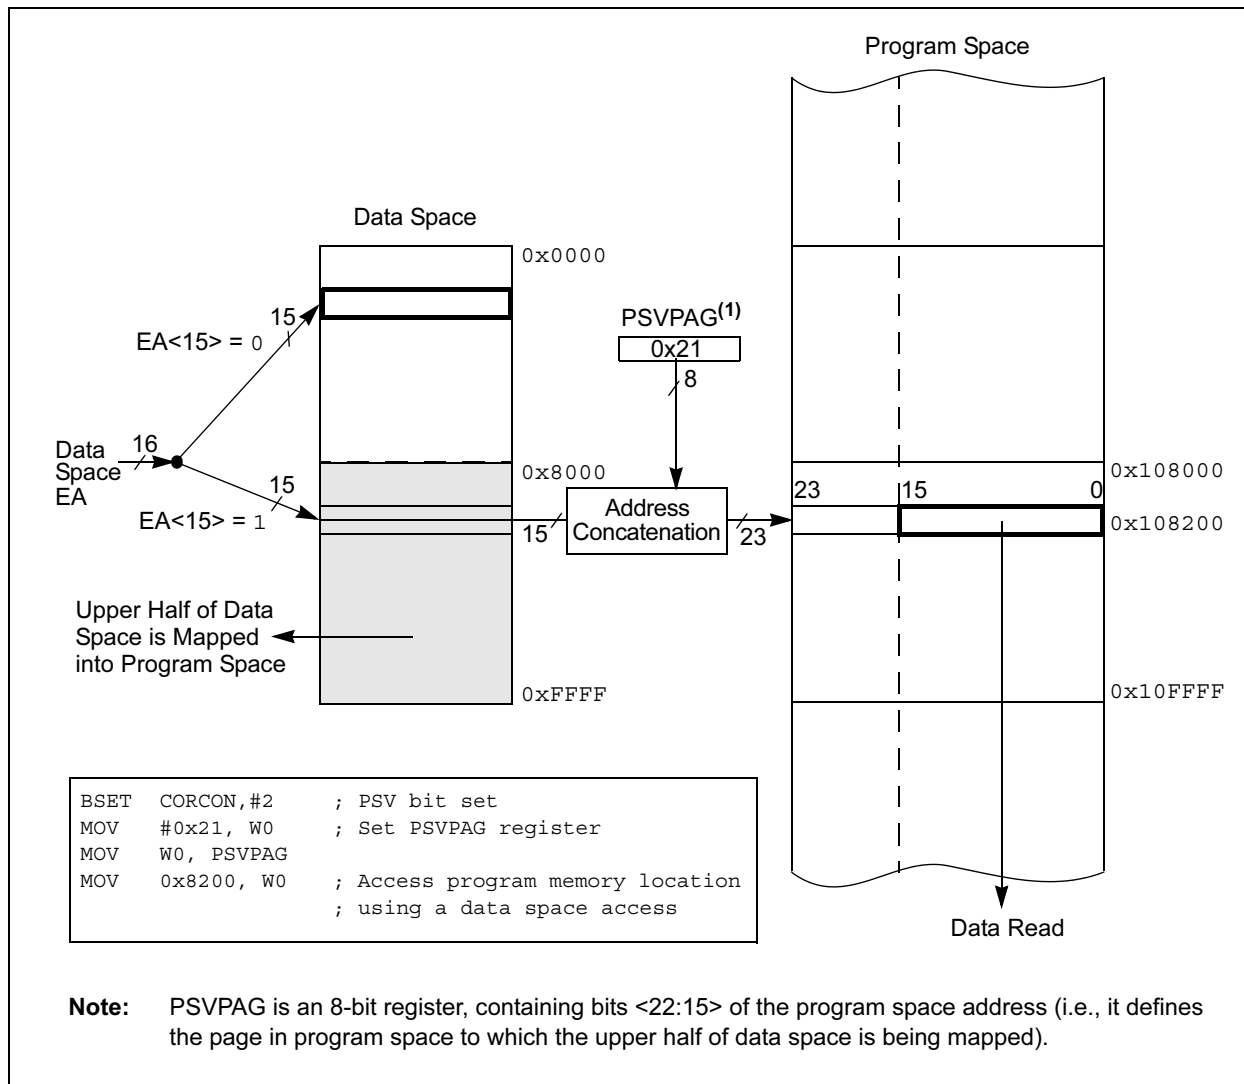 Program Space
Data Space
0x0000
PSVPAG(1)
0x21
8
15
EA<15> = 0
16
Data
Space
EA
15
EA<15> = 1
0x8000
15
Address
Concatenation
23
0x108000
23 15 0
0x108200
Upper Half of Data
Space is Mapped
into Program Space
0xFFFF
0x10FFFF
BSET CORCON,#2 ; PSV bit set
MOV #0x21, W0 ; Set PSVPAG register
MOV W0, PSVPAG
MOV 0x8200, W0 ; Access program memory location
; using a data space access
Data Read
Note: PSVPAG is an 8-bit register, containing bits <22:15> of the program space address (i.e., it defines
the page in program space to which the upper half of data space is being mapped).